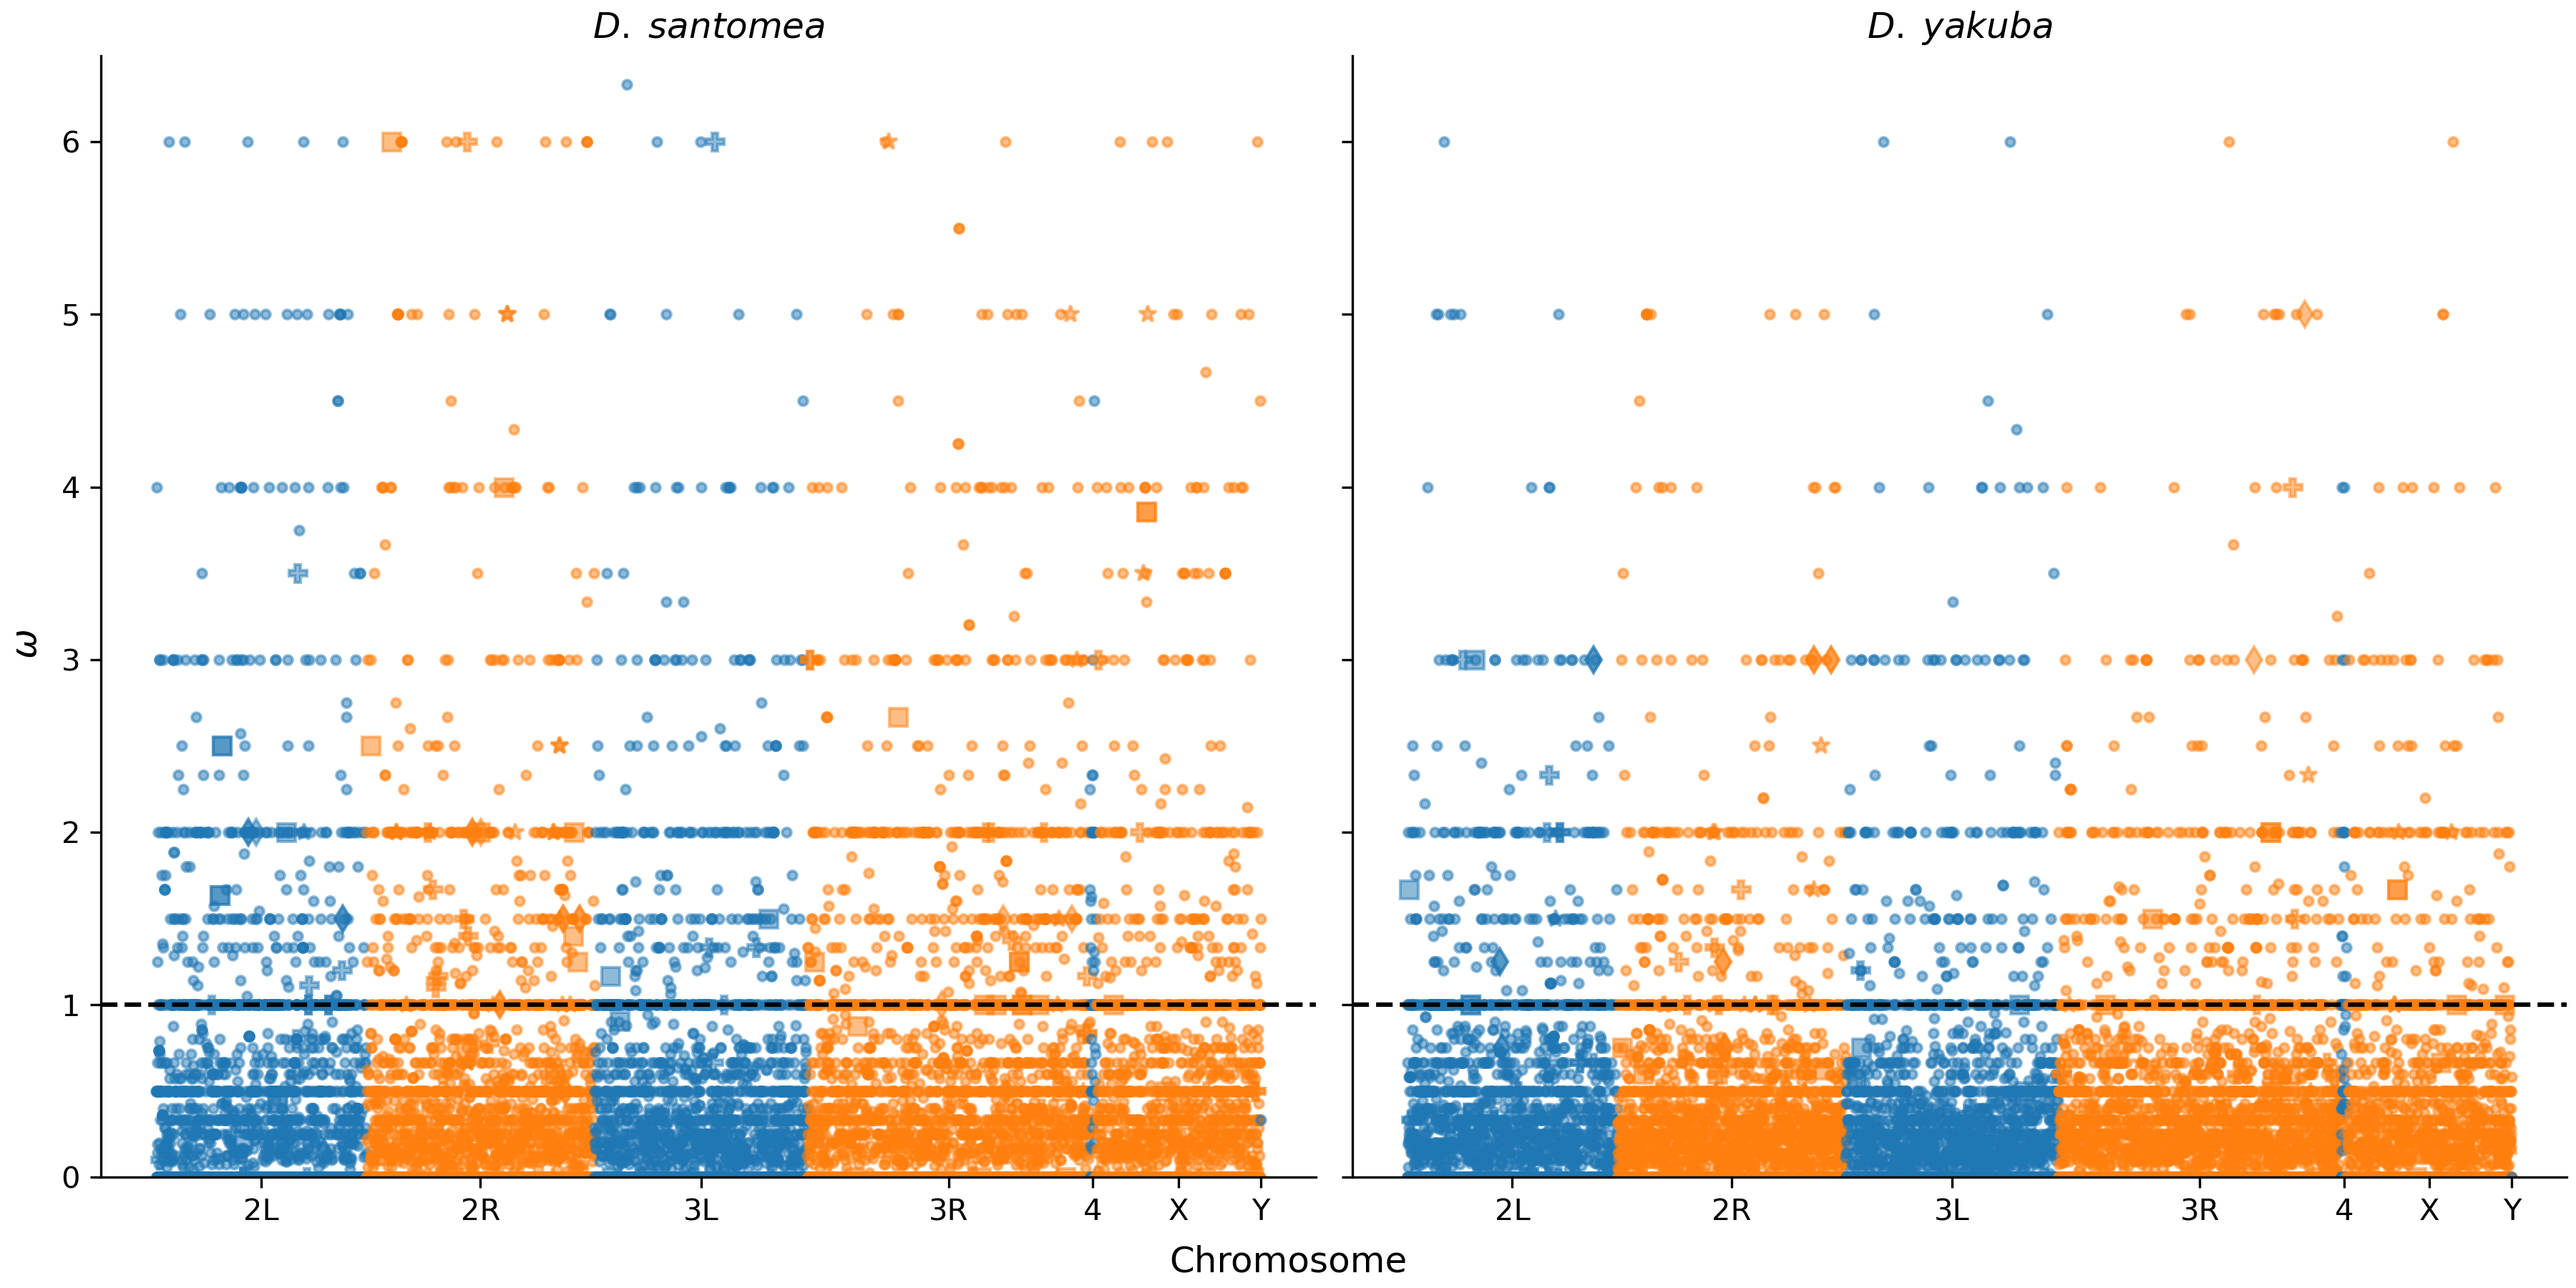 D. santomea
D. yakuba
6
5
4
3
2
1
0
ω
2L 2R 3L 3R 4 X Y
2L 2R 3L 3R 4 X Y
Chromosome